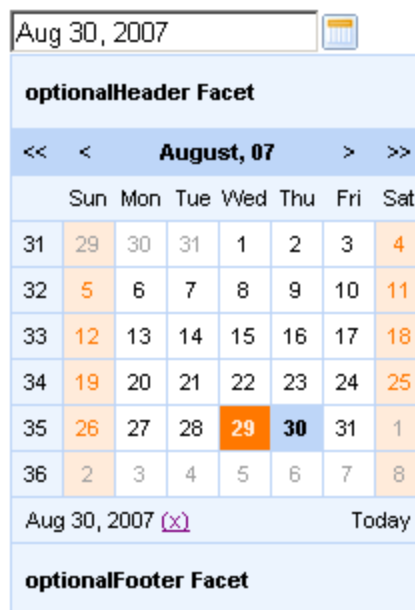 Aug 30, 2007
optionalHeader Facet
<< < August, 07 > >>
Sun Mon Tue Wed Thu Fri Sat
31 29 30 31 1 2 3 4
32 5 6 7 8 9 10 11
33 12 13 14 15 16 17 18
34 19 20 21 22 23 24 25
35 26 27 28 29 30 31 1
36 2 3 4 5 6 7 8
Aug 30, 2007 (x) Today
optionalFooter Facet